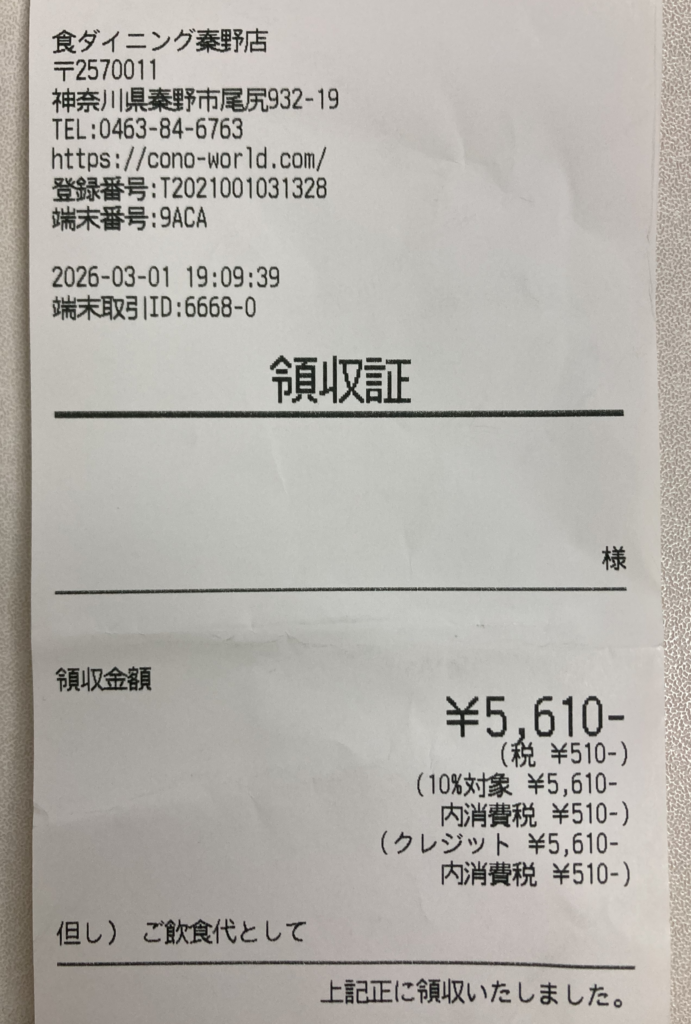 食ダイニング秦野店
〒2570011
神奈川県秦野市尾尻932-19
TEL:0463-84-6763
https://cono-world.com/
登録番号:T2021001031328
端末番号:9ACA
2026-03-01 19:09:39
端末取引ID:6668-0
領収証
様
領収金額
¥5,610-
(税 ¥510-)
(10%対象 ¥5,610-
内消費税 ¥510-)
(クレジット ¥5,610-
内消費税 ¥510-)
但し) ご飲食代として
上記正に領収いたしました。